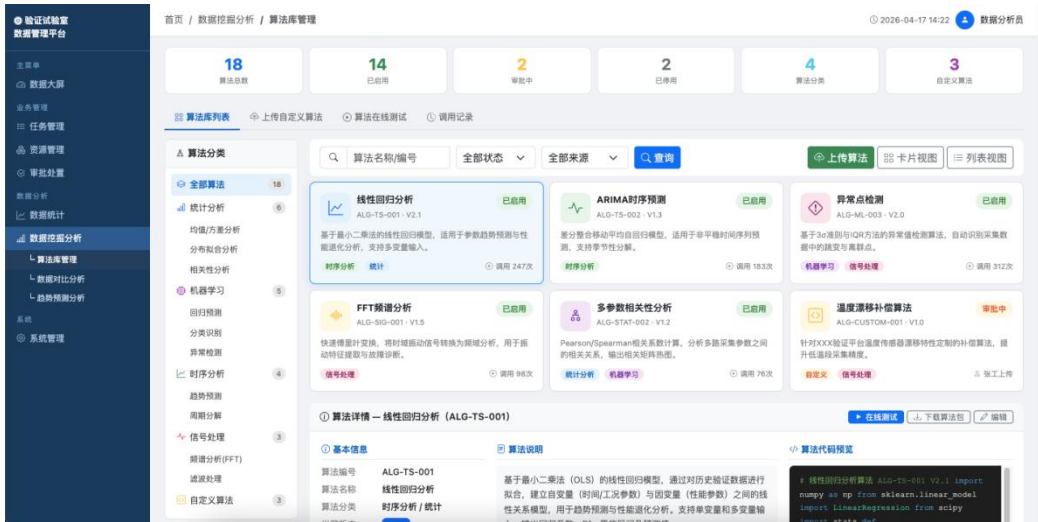 验证试验室
数据管理平台
主菜单
数据大屏
业务管理
任务管理
资源管理
审批处置
数据分析
数据统计
数据挖掘分析
算法库管理
数据对比分析
趋势预测分析
系统
系统管理
首页 / 数据挖掘分析 / 算法库管理
2026-04-17 14:22 数据分析员
18
算法总数
14
已启用
2
审批中
2
已停用
4
算法分类
3
自定义算法
算法库列表 上传自定义算法 算法在线测试 调用记录
算法分类
全部算法 18
统计分析 6
均值/方差分析
分布拟合分析
相关性分析
机器学习 5
回归预测
分类识别
异常检测
时序分析 4
趋势预测
周期分解
信号处理 3
频谱分析(FFT)
滤波处理
自定义算法 3
算法名称/编号 全部状态 全部来源 查询 上传算法 卡片视图 列表视图
线性回归分析 已启用
ALG-TS-001 · V2.1
基于最小二乘法的线性回归模型，适用于参数趋势预测与性
能退化分析，支持多变量输入。
时序分析 统计 调用 247次
ARIMA时序预测 已启用
ALG-TS-002 · V1.3
差分整合移动平均自回归模型，适用于非平稳时间序列预
测，支持季节性分解。
时序分析 调用 183次
异常点检测 已启用
ALG-ML-003 · V2.0
基于3σ准则与IQR方法的异常值检测算法，自动识别采集数
据中的跳变与离群点。
机器学习 信号处理 调用 312次
FFT频谱分析 已启用
ALG-SIG-001 · V1.5
快速傅里叶变换，将时域振动信号转换为频域分析，用于振
动特征提取与故障诊断。
信号处理 调用 98次
多参数相关性分析 已启用
ALG-STAT-002 · V1.2
Pearson/Spearman相关系数计算，分析多路采集参数之间
的相关关系，输出相关矩阵热图。
统计分析 机器学习 调用 76次
温度漂移补偿算法 审批中
ALG-CUSTOM-001 · V1.0
针对XXX验证平台温度传感器漂移特性定制的补偿算法，提
升低温段采集精度。
自定义 信号处理 张工上传
算法详情 — 线性回归分析（ALG-TS-001）
在线测试 下载算法包 编辑
基本信息
算法编号 ALG-TS-001
算法名称 线性回归分析
算法分类 时序分析 / 统计
算法说明
基于最小二乘法（OLS）的线性回归模型，通过对历史验证数据进行
拟合，建立自变量（时间/工况参数）与因变量（性能参数）之间的线
性关系模型，用于趋势预测与性能退化分析。支持单变量和多变量输
算法代码预览
# 线性回归分析算法 ALG-TS-001 V2.1 import
numpy as np from sklearn.linear_model
import LinearRegression from scipy